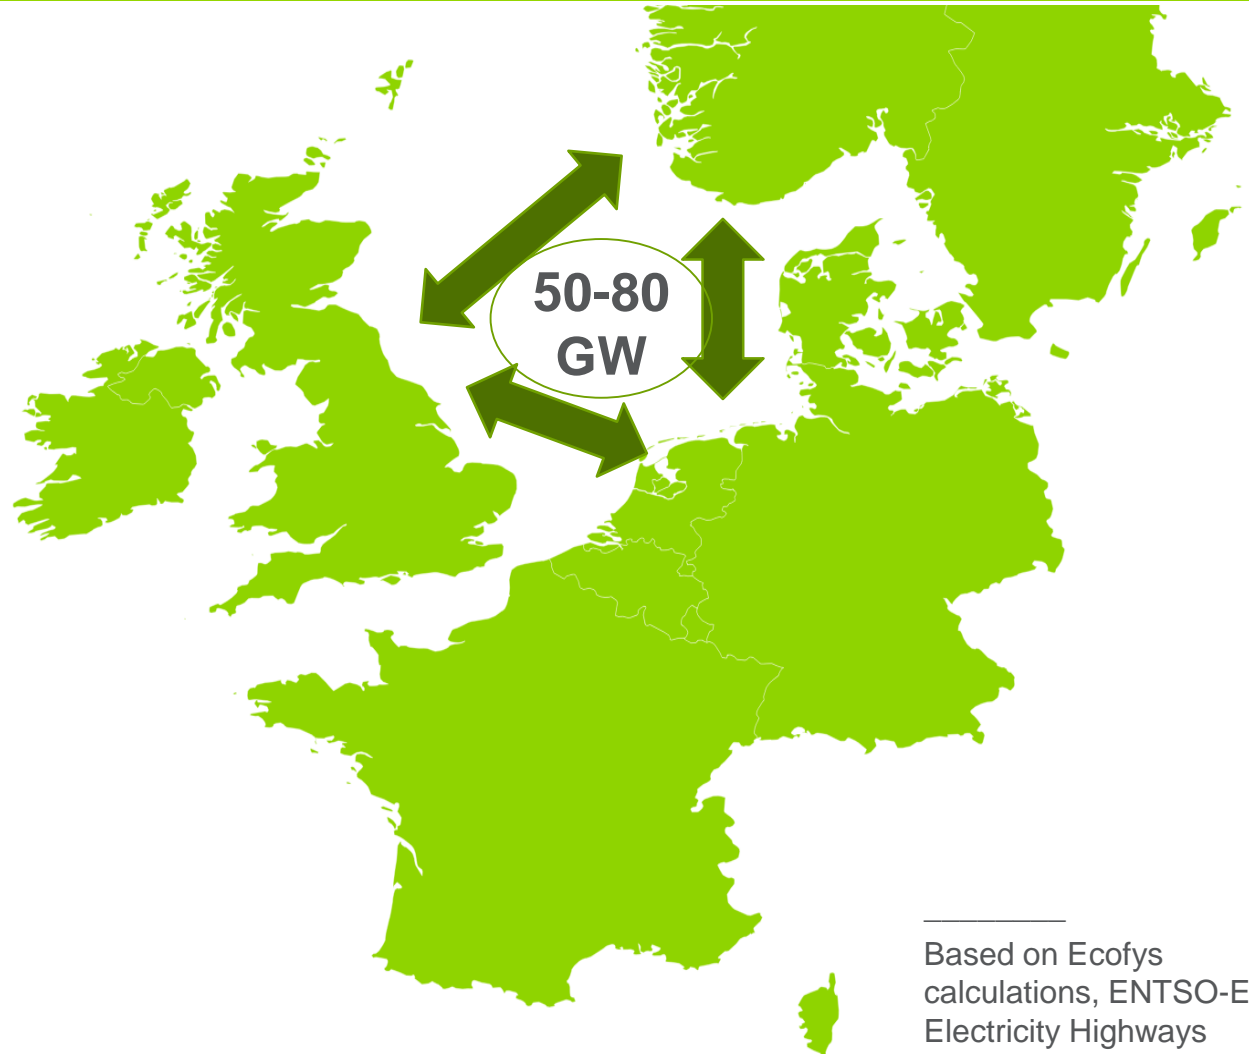 50-80
GW
Based on Ecofys
calculations, ENTSO-E
Electricity Highways